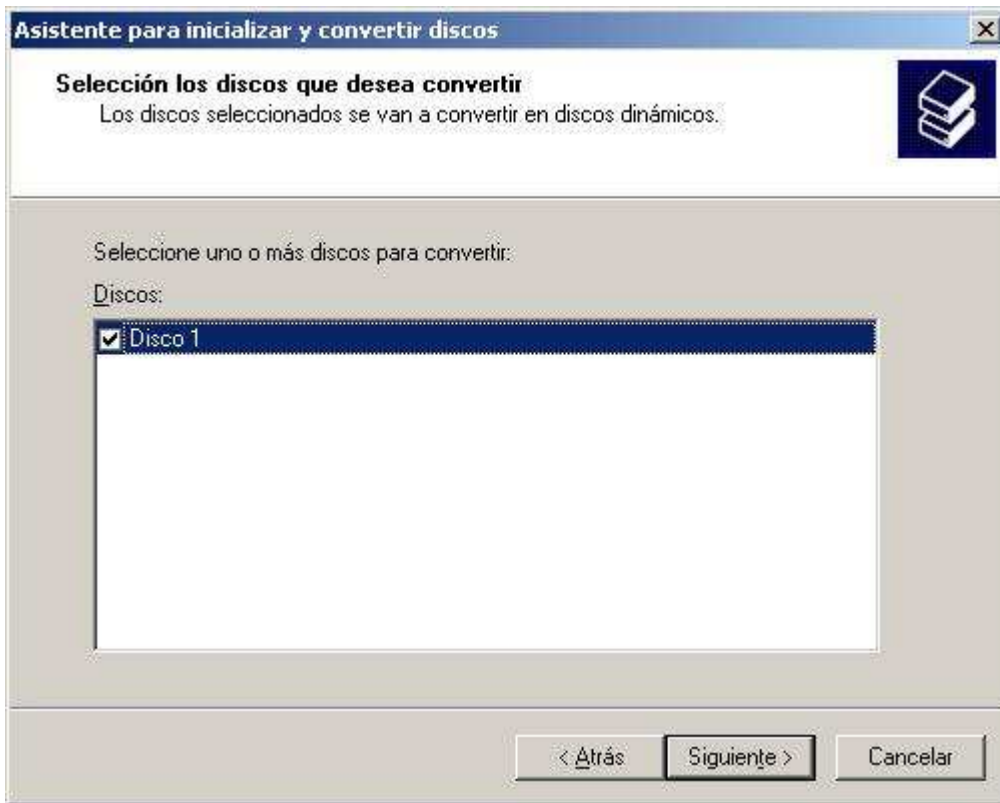 Asistente para inicializar y convertir discos
Selección los discos que desea convertir
Los discos seleccionados se van a convertir en discos dinámicos.
Seleccione uno o más discos para convertir:
Discos:
Disco 1
< Atrás
Siguiente >
Cancelar